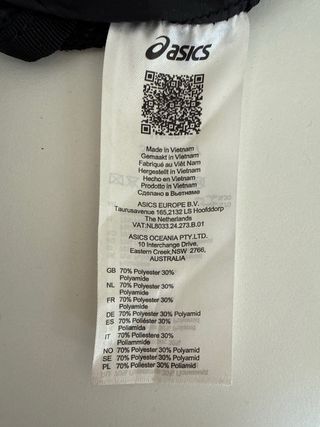 asics
Made in Vietnam
Gemaakt in Vietnam
Fabriqué au Viêt Nam
Hergestellt in Vietnam
Hecho en Vietnam
Prodotto in Vietnam
Сделано в Вьетнаме
ASICS EUROPE B.V.
Taurusavenue 165,2132 LS Hoofddorp
The Netherlands
VAT:NL8033.24.273.B.01
ASICS OCEANIA PTY.LTD.
10 Interchange Drive,
Eastern Creek,NSW 2766,
AUSTRALIA
GB 70% Polyester 30%
Polyamide
NL 70% Polyester 30%
Polyamide
FR 70% Polyester 30%
Polyamide
DE 70% Polyester 30% Polyamid
ES 70% Poliéster 30%
Poliamida
IT 70% Poliestere 30%
Poliammide
NO 70% Polyester 30% Polyamid
SE 70% Polyester 30% Polyamid
PL 70% Poliester 30% Poliamid